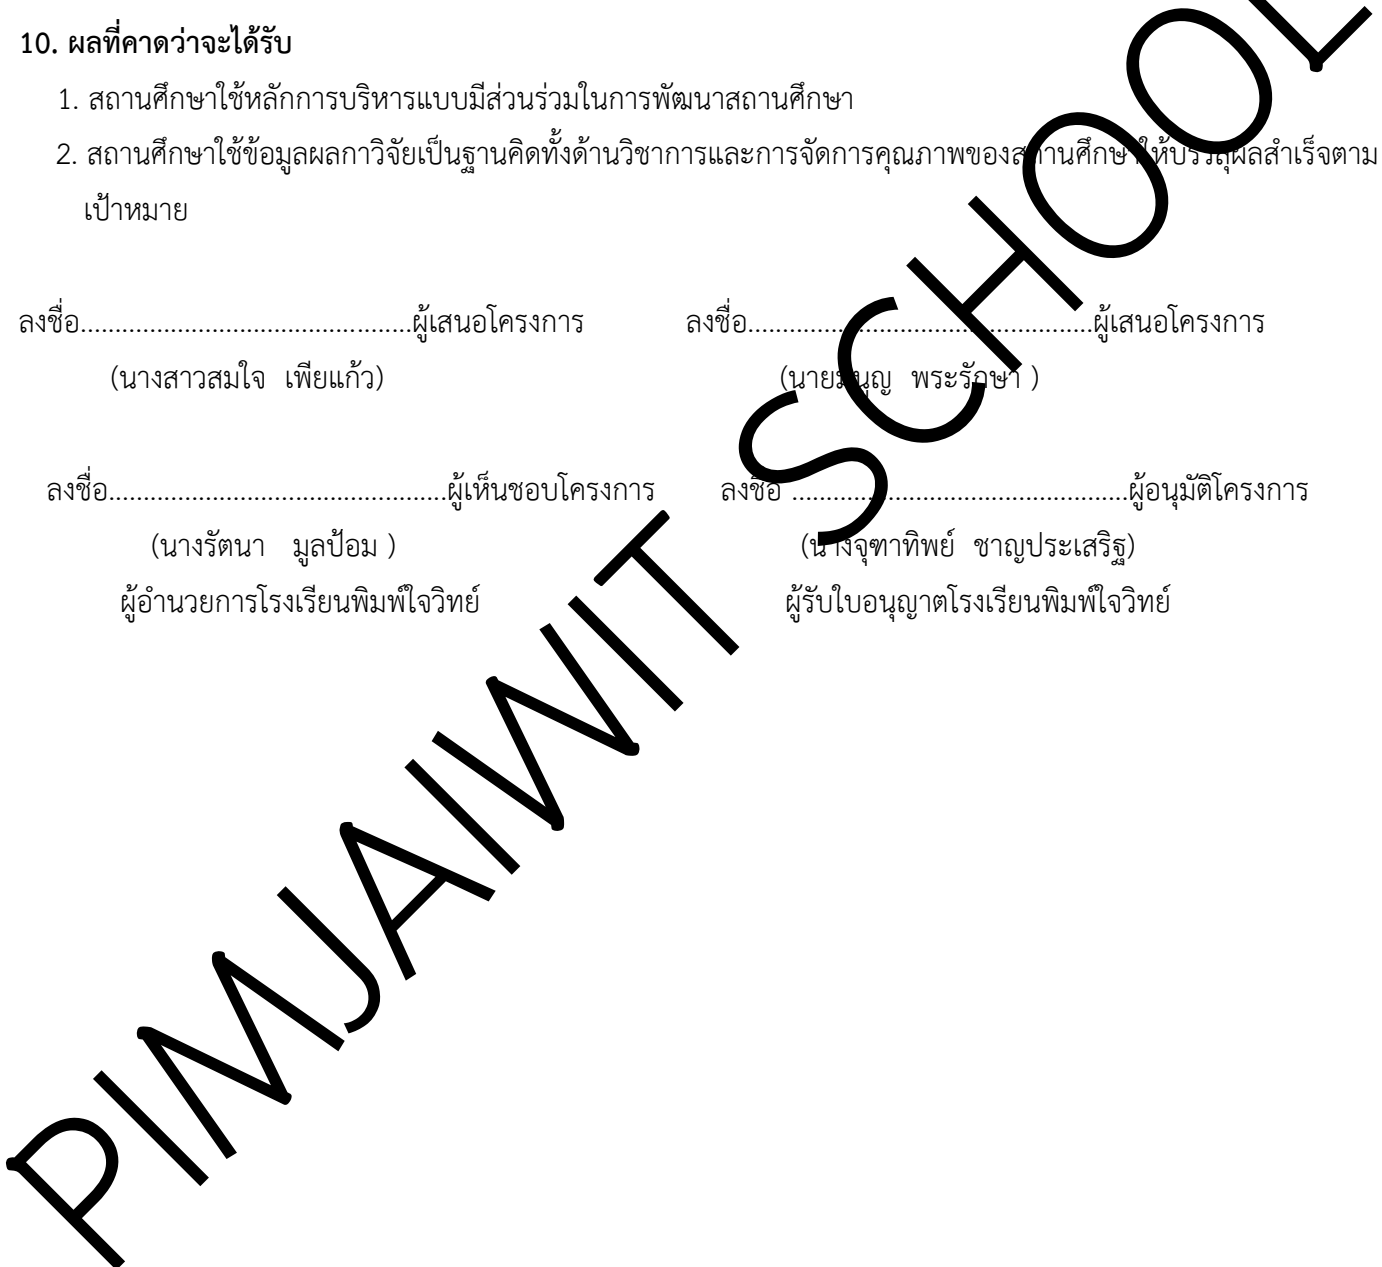 10. ผลที่คาดว่าจะได้รับ
1. สถานศึกษาใช้หลักการบริหารแบบมีส่วนร่วมในการพัฒนาสถานศึกษา
2. สถานศึกษาใช้ข้อมูลผลกาวิจัยเป็นฐานคิดทั้งด้านวิชาการและการจัดการคุณภาพของสถานศึกษาให้บรรลุผลสำเร็จตาม
เป้าหมาย
ลงชื่อ................................................ผู้เสนอโครงการ ลงชื่อ..................................................ผู้เสนอโครงการ
(นางสาวสมใจ เพียแก้ว) (นาย พระรักษา )
ลงชื่อ.................................................ผู้เห็นชอบโครงการ ลงชื่อ .................................................ผู้อนุมัติโครงการ
(นางรัตนา มูลป้อม ) (นางจุฑาทิพย์ ชาญประเสริฐ)
ผู้อำนวยการโรงเรียนพิมพ์ใจวิทย์ ผู้รับใบอนุญาตโรงเรียนพิมพ์ใจวิทย์
PIMJAIWIT SCHOOL